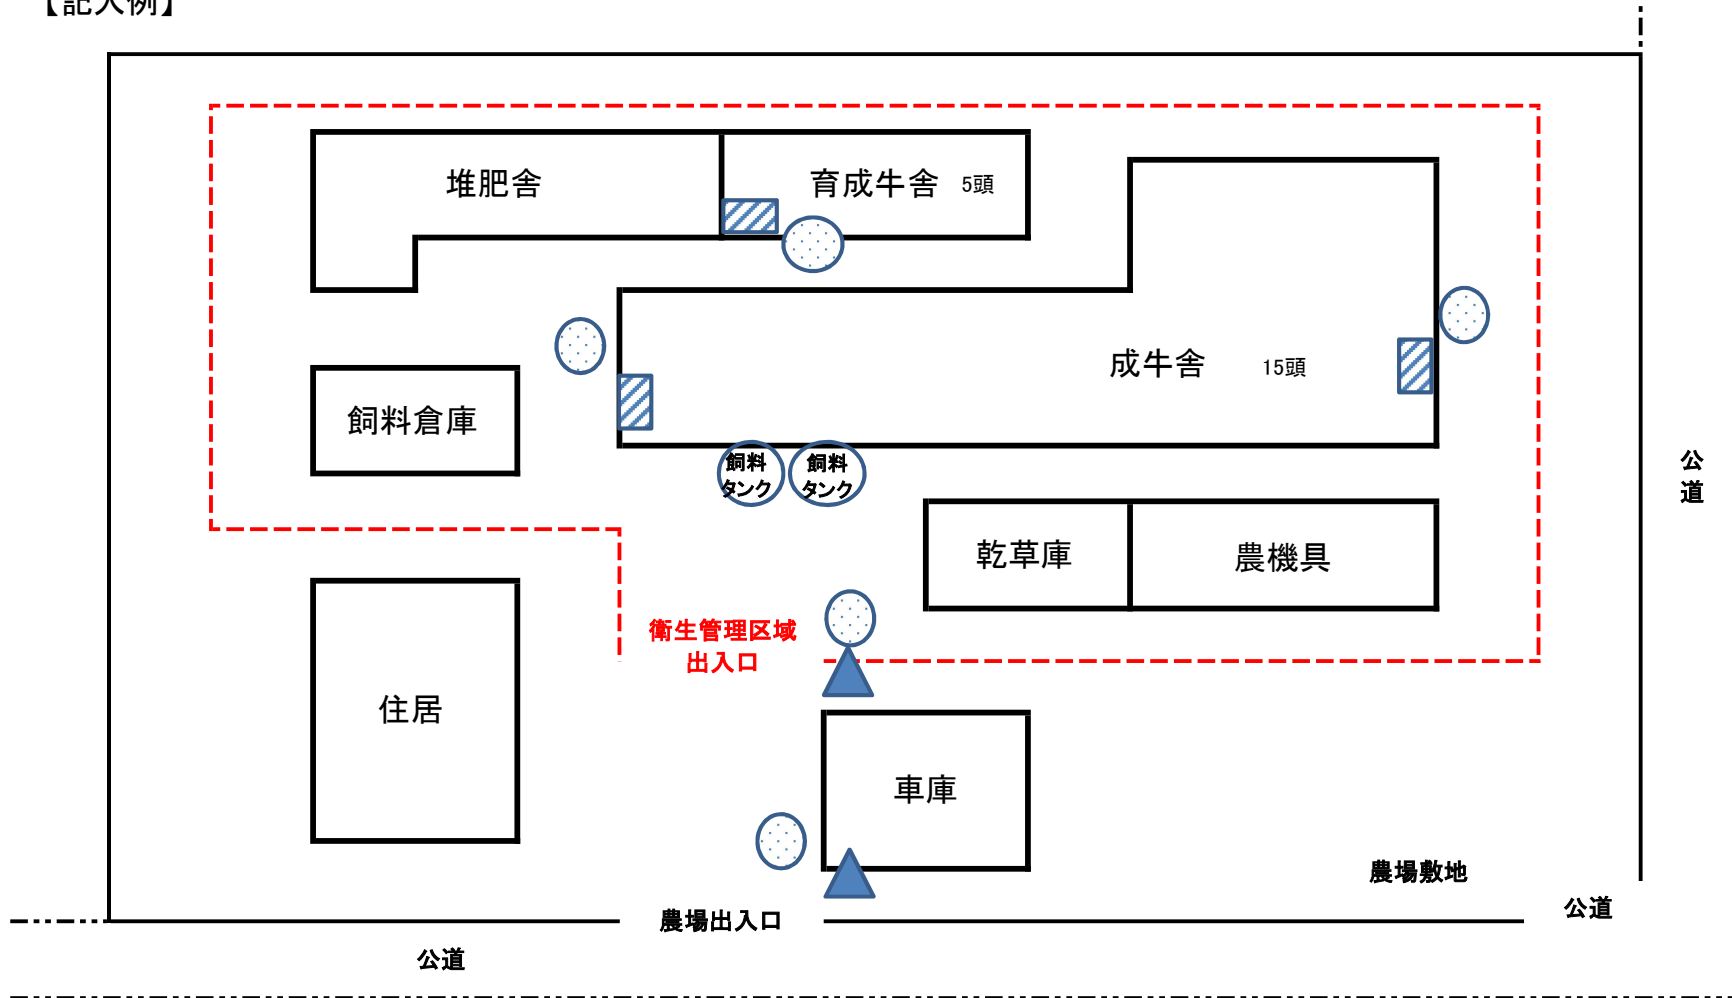 【記入例】
堆肥舎
育成牛舎 5頭
成牛舎 15頭
飼料倉庫
飼料
タンク
飼料
タンク
公
道
乾草庫
農機具
衛生管理区域
出入口
住居
車庫
農場敷地
公道
農場出入口
公道